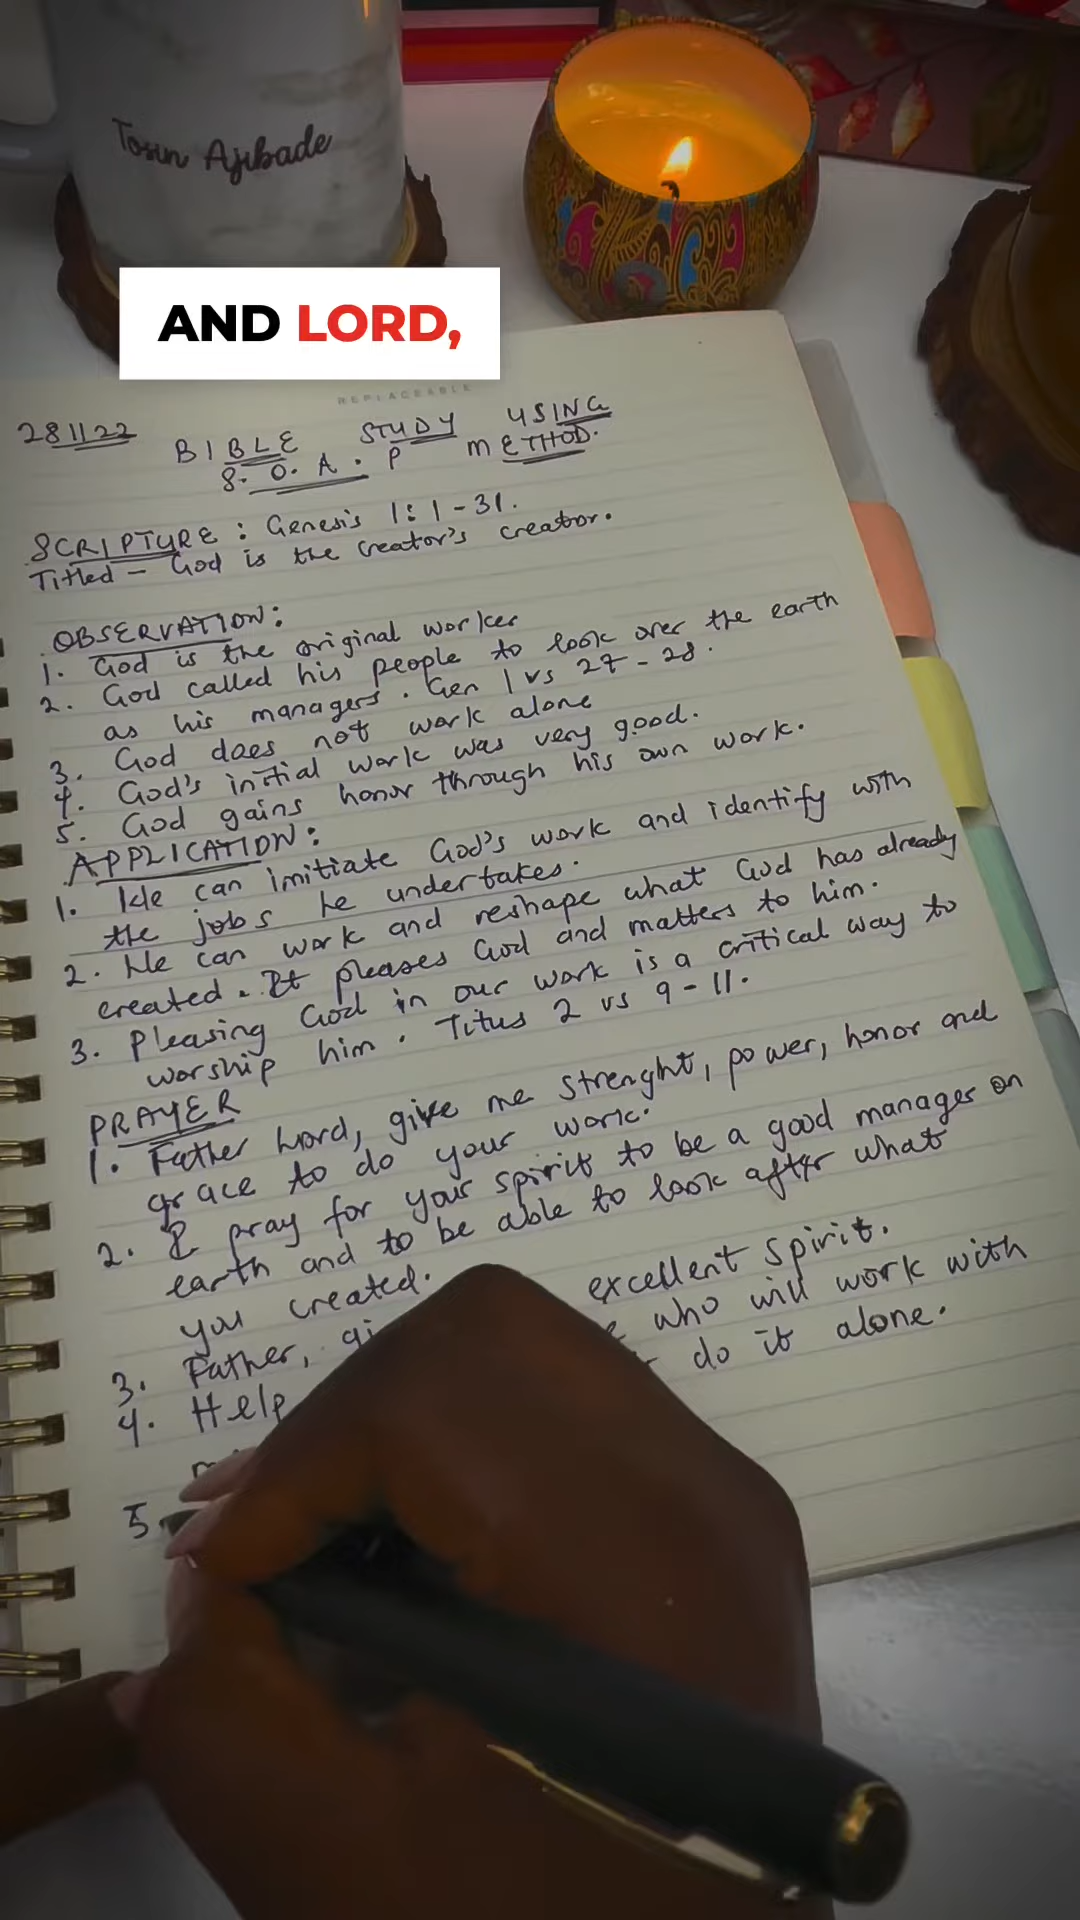 Tosin Ajibade
AND LORD,
REPLACEABLE
281122
BIBLE STUDY USING
S. O. A. P METHOD.
SCRIPTURE : Genesis 1:1-31.
Titled - God is the creator's creator.
OBSERVATION:
1. God is the original worker
2. God called his people to look over the earth
as his managers. Gen 1 vs 27-28.
3. God does not work alone
4. God's initial work was very good.
5. God gains honor through his own work.
APPLICATION:
1. We can imitiate God's work and identify with
the jobs he undertakes.
2. We can work and reshape what God has already
created. It pleases God and matters to him.
3. Pleasing God in our work is a critical way to
worship him. Titus 2 vs 9-11.
PRAYER
1. Father Lord, give me strenght, power, honor and
grace to do your work.
2. I pray for your spirit to be a good manager on
earth and to be able to look after what
you created.
3. Father, excellent spirit.
4. Help who will work with
do it alone.
5.